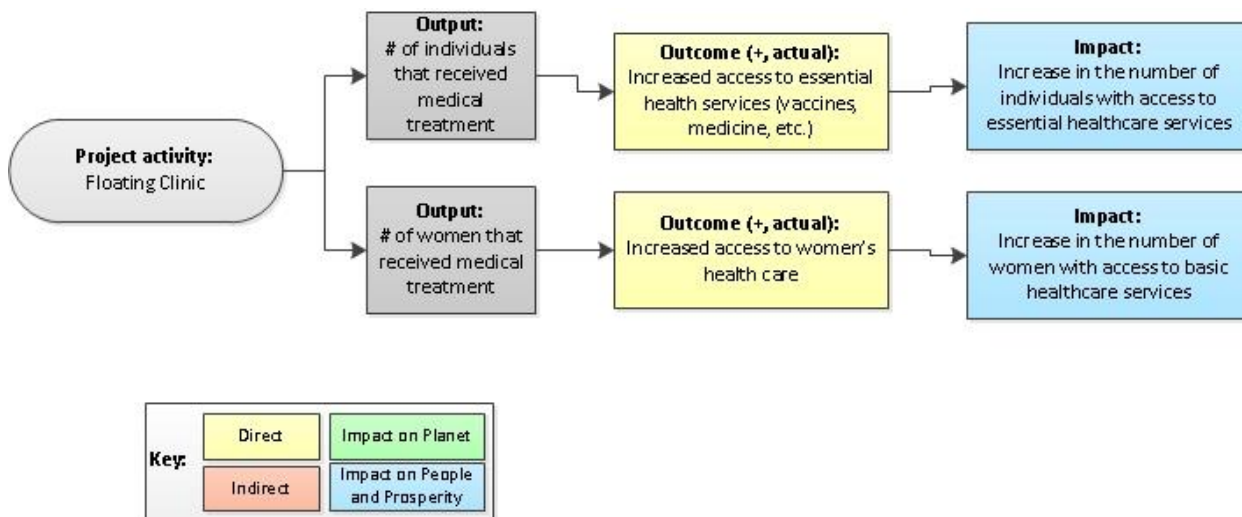 Project activity:
Floating Clinic
Output:
# of individuals
that received
medical
treatment
Outcome (+, actual):
Increased access to essential
health services (vaccines,
medicine, etc.)
Impact:
Increase in the number of
individuals with access to
essential healthcare services
Output:
# of women that
received medical
treatment
Outcome (+, actual):
Increased access to women's
health care
Impact:
Increase in the number of
women with access to basic
healthcare services
Key:
Direct
Impact on Planet
Indirect
Impact on People
and Prosperity